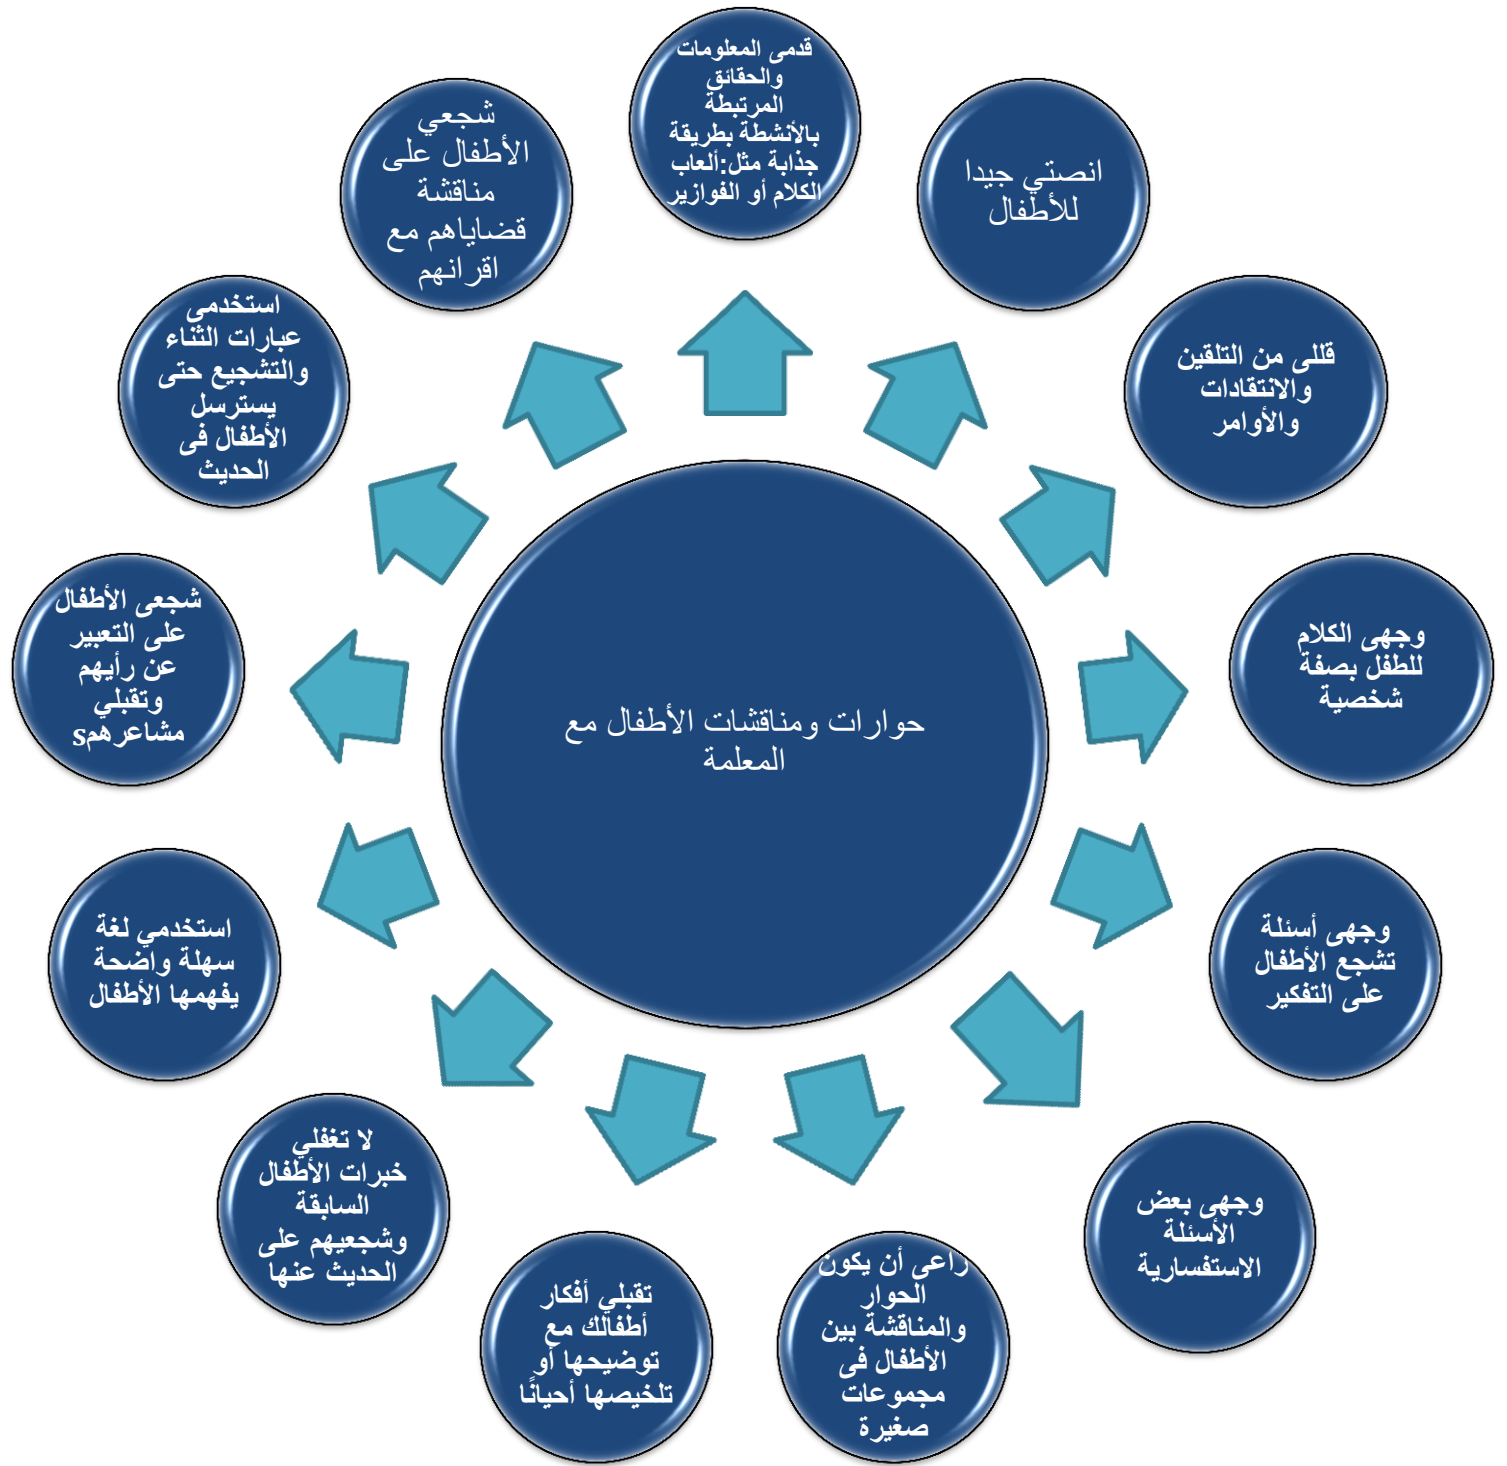 قدمى المعلومات
والحقائق
المرتبطة
بالأنشطة بطريقة
جذابة مثل:ألعاب
الكلام أو الفوازير
انصتي جيدا
للأطفال
قللى من التلقين
والانتقادات
والأوامر
وجهى الكلام
للطفل بصفة
شخصية
وجهى أسئلة
تشجع الأطفال
على التفكير
وجهى بعض
الأسئلة
الاستفسارية
راعى أن يكون
الحوار
والمناقشة بين
الأطفال فى
مجموعات
صغيرة
تقبلي أفكار
أطفالك مع
توضيحها أو
تلخيصها أحيانًا
لا تغفلي
خبرات الأطفال
السابقة
وشجعيهم على
الحديث عنها
استخدمي لغة
سهلة واضحة
يفهمها الأطفال
شجعى الأطفال
على التعبير
عن رأيهم
وتقبلي
مشاعرهمs
استخدمى
عبارات الثناء
والتشجيع حتى
يسترسل
الأطفال فى
الحديث
شجعي
الأطفال على
مناقشة
قضاياهم مع
اقرانهم
حوارات ومناقشات الأطفال مع
المعلمة